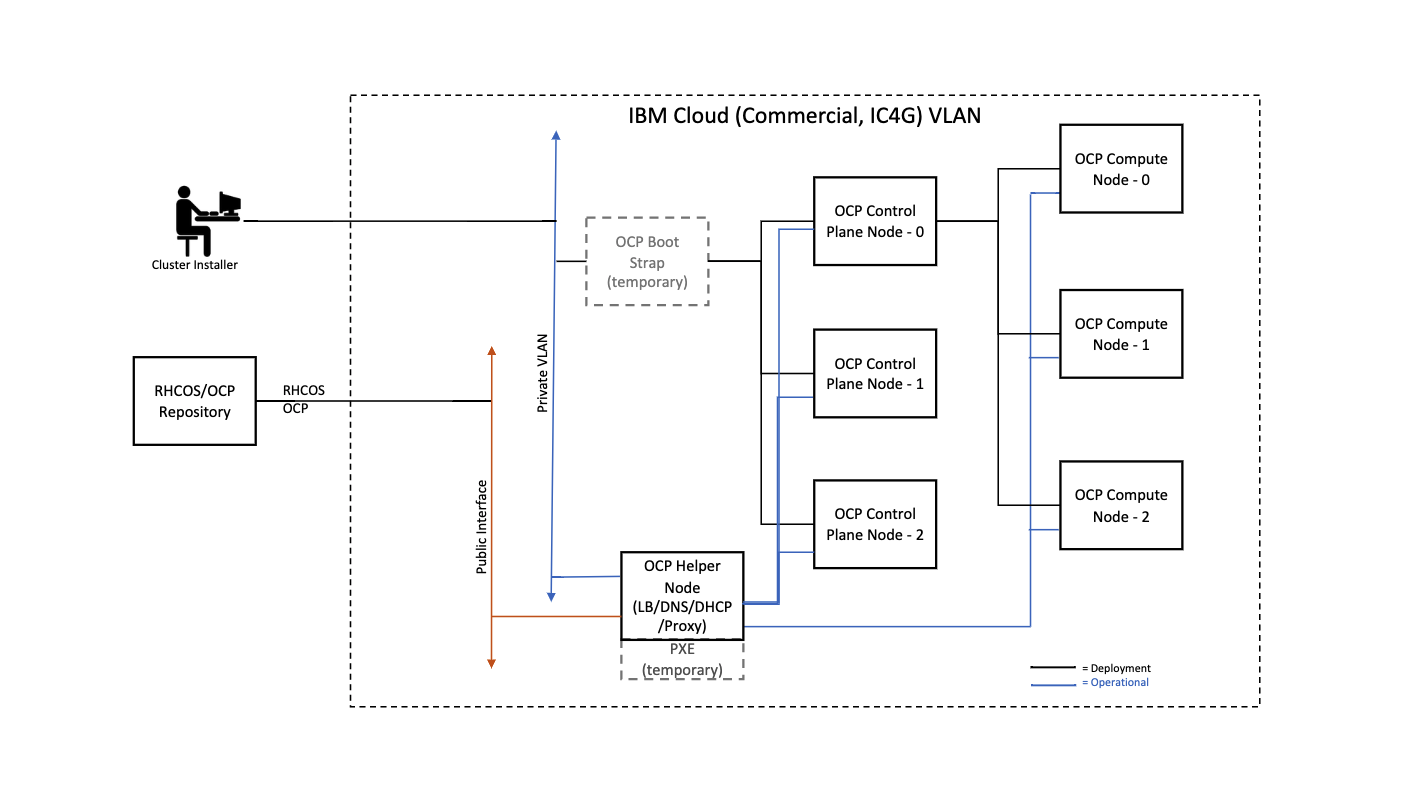 IBM Cloud (Commercial, IC4G) VLAN
Cluster Installer
RHCOS/OCP
Repository
RHCOS
OCP
Public Interface
Private VLAN
OCP Boot
Strap
(temporary)
OCP Control
Plane Node - 0
OCP Control
Plane Node - 1
OCP Control
Plane Node - 2
OCP Helper
Node
(LB/DNS/DHCP
/Proxy)
PXE
(temporary)
OCP Compute
Node - 0
OCP Compute
Node - 1
OCP Compute
Node - 2
= Deployment
= Operational